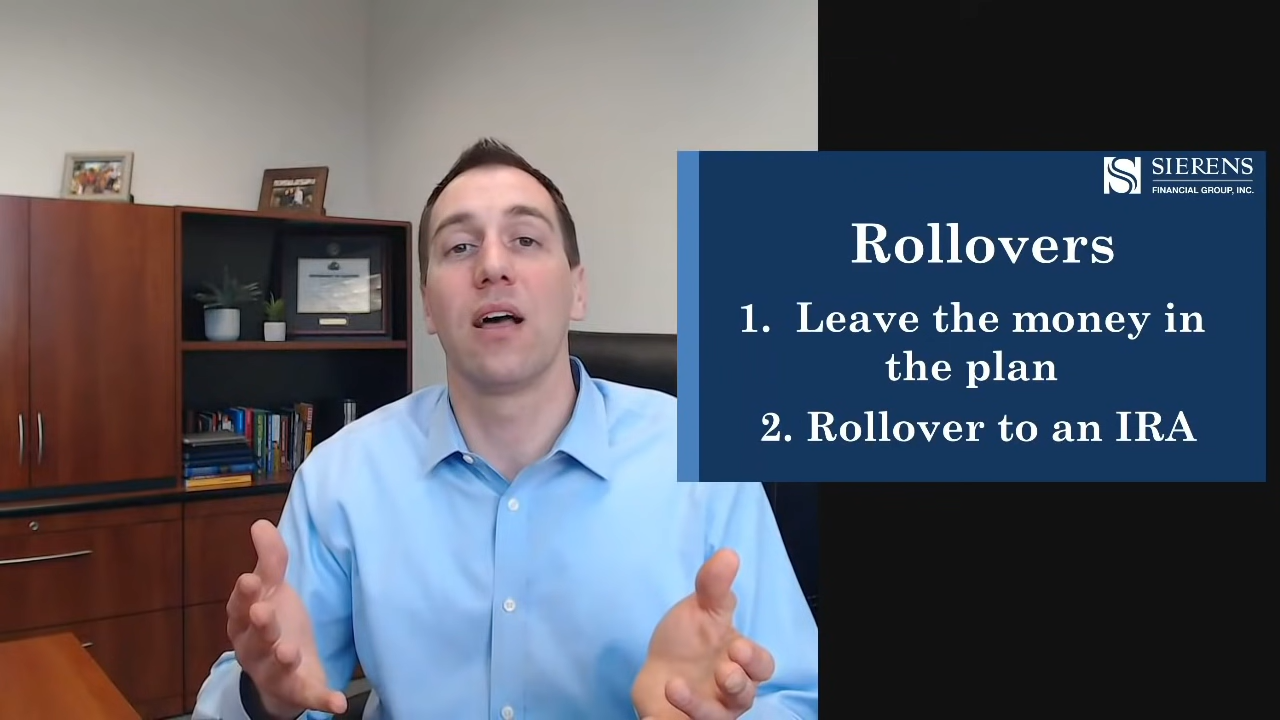 SIERENS
FINANCIAL GROUP, INC.
Rollovers
1. Leave the money in
the plan
2. Rollover to an IRA